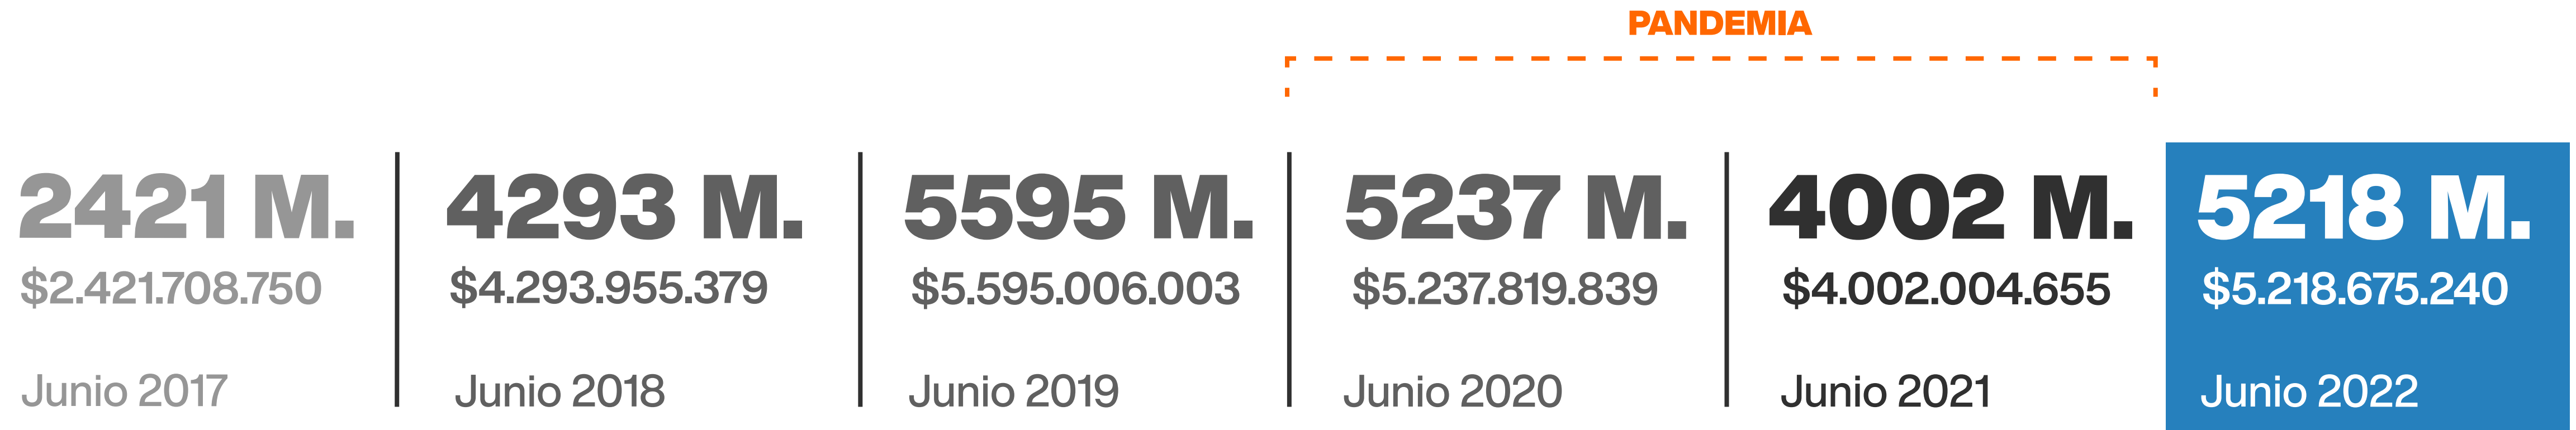 PANDEMIA
2421 M.
$2.421.708.750
Junio 2017
4293 M.
$4.293.955.379
Junio 2018
5595 M.
$5.595.006.003
Junio 2019
5237 M.
$5.237.819.839
Junio 2020
4002 M.
$4.002.004.655
Junio 2021
5218 M.
$5.218.675.240
Junio 2022